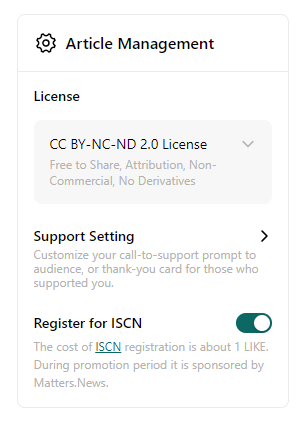 Article Management
License
CC BY-NC-ND 2.0 License
Free to Share, Attribution, Non-
Commercial, No Derivatives
Support Setting
Customize your call-to-support prompt to
audience, or thank-you card for those who
supported you.
Register for ISCN
The cost of ISCN registration is about 1 LIKE.
During promotion period it is sponsored by
Matters.News.